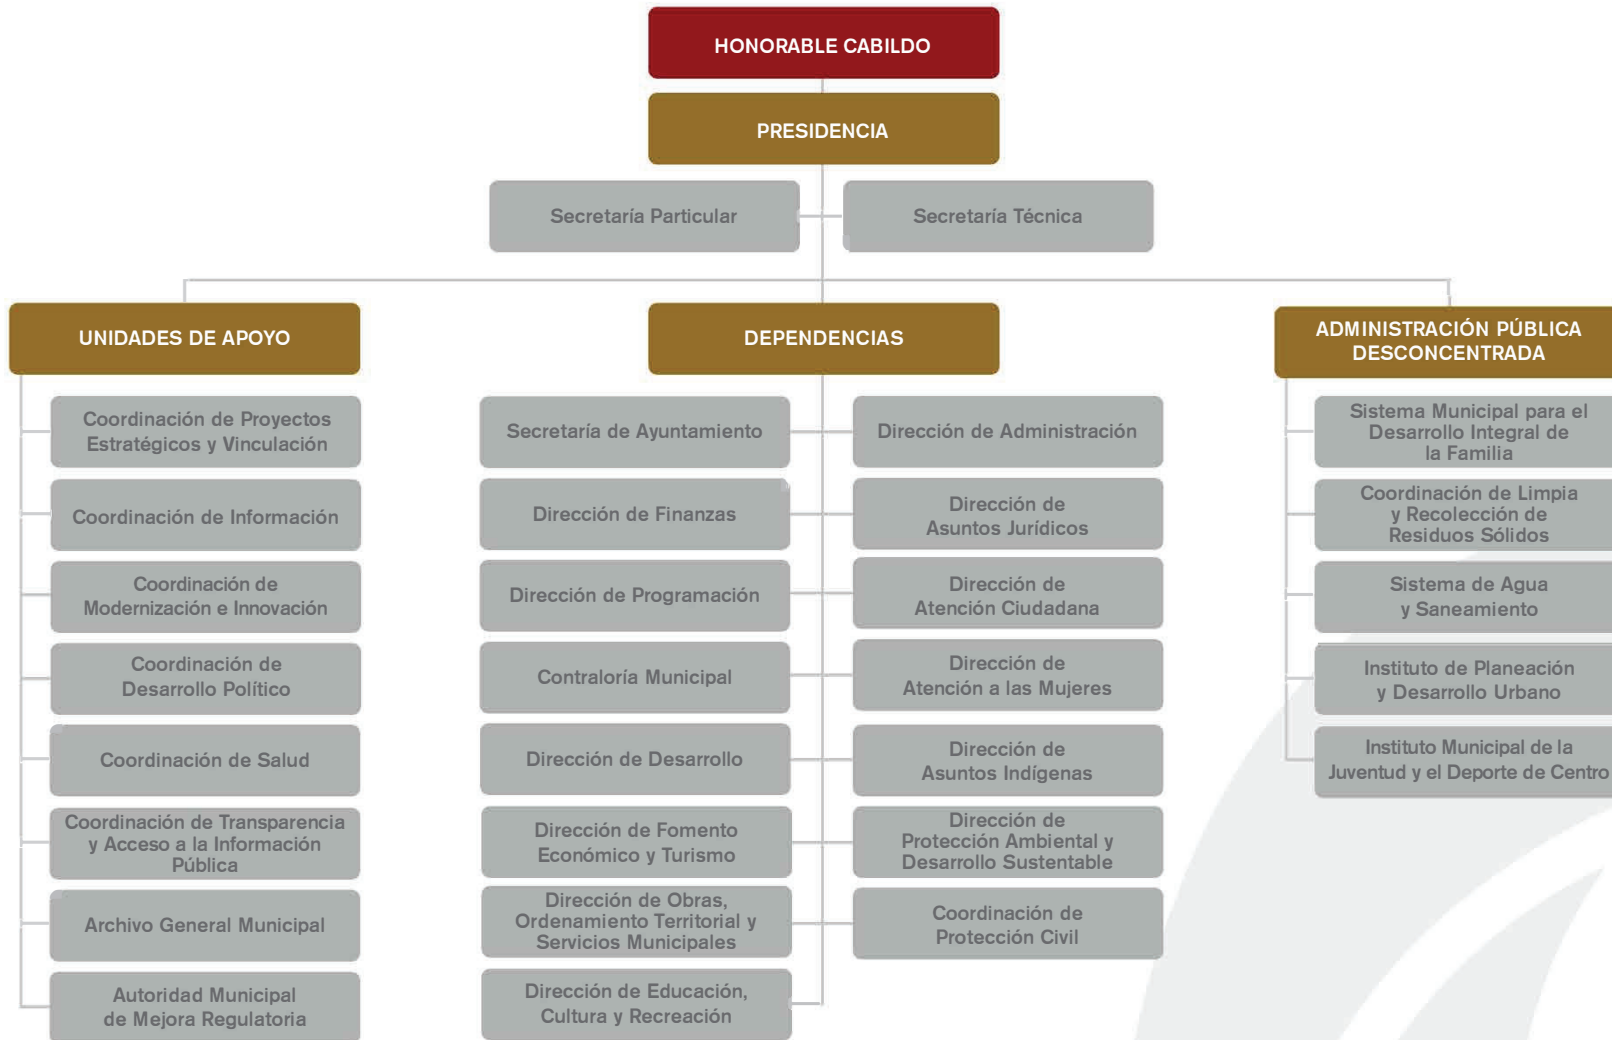 HONORABLE CABILDO
PRESIDENCIA
Secretaría Particular
Secretaría Técnica
UNIDADES DE APOYO
Coordinación de Proyectos
Estratégicos y Vinculación
Coordinación de Información
Coordinación de
Modernización e Innovación
Coordinación de
Desarrollo Político
Coordinación de Salud
Coordinación de Transparencia
y Acceso a la Información
Pública
Archivo General Municipal
Autoridad Municipal
de Mejora Regulatoria
DEPENDENCIAS
Secretaría de Ayuntamiento
Dirección de Finanzas
Dirección de Programación
Contraloría Municipal
Dirección de Desarrollo
Dirección de Fomento
Económico y Turismo
Dirección de Obras,
Ordenamiento Territorial y
Servicios Municipales
Dirección de Educación,
Cultura y Recreación
Dirección de Administración
Dirección de
Asuntos Jurídicos
Dirección de
Atención Ciudadana
Dirección de
Atención a las Mujeres
Dirección de
Asuntos Indígenas
Dirección de
Protección Ambiental y
Desarrollo Sustentable
Coordinación de
Protección Civil
ADMINISTRACIÓN PÚBLICA
DESCONCENTRADA
Sistema Municipal para el
Desarrollo Integral de
la Familia
Coordinación de Limpia
y Recolección de
Residuos Sólidos
Sistema de Agua
y Saneamiento
Instituto de Planeación
y Desarrollo Urbano
Instituto Municipal de la
Juventud y el Deporte de Centro